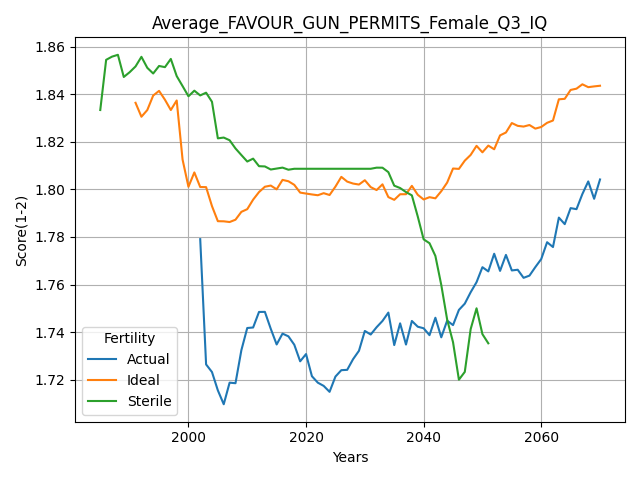 Average_FAVOUR_GUN_PERMITS_Female_Q3_IQ
1.86
1.84
1.82
1.80
1.78
1.76
1.74
1.72
Score(1-2)
Fertility
Actual
Ideal
Sterile
2000 2020 2040 2060
Years